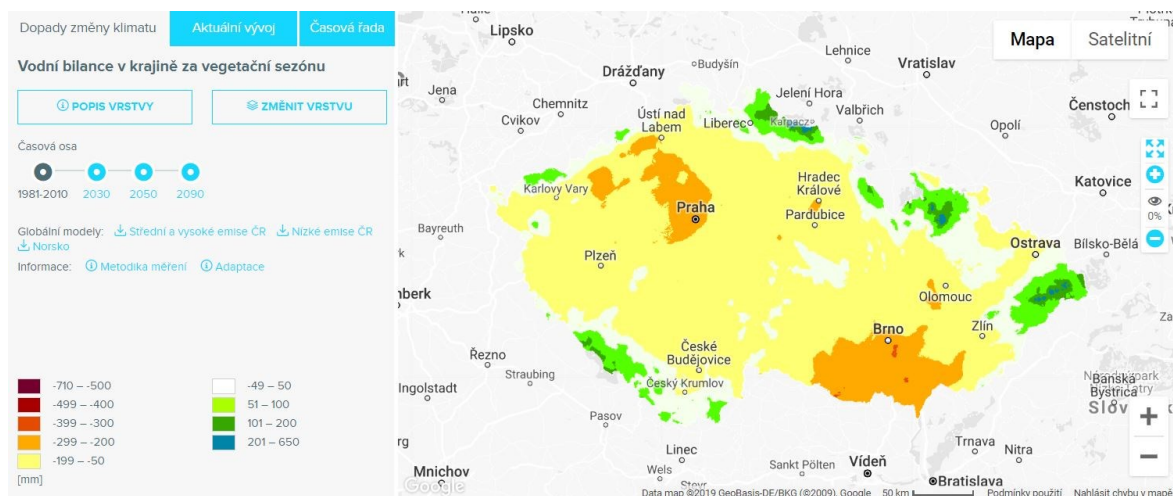 Dopady změny klimatu
Aktuální vývoj
Časová řada
Vodní bilance v krajině za vegetační sezónu
POPIS VRSTVY
ZMĚNIT VRSTVU
Časová osa
1981-2010 2030 2050 2090
Globální modely: Střední a vysoké emise ČR Nízké emise ČR
Norsko
Informace: Metodika měření Adaptace
-710 – -500
-499 – -400
-399 – -300
-299 – -200
-199 – -50
[mm]
-49 – 50
51 – 100
101 – 200
201 – 650
Mapa Satelitní
Lipsko
Lehnice
Budyšín
Vratislav
Drážďany
Jena
Chemnitz
Jelení Hora
Čenstoch
Cvikov
Ústí nad
Labem
Liberec
Karpacz
Valbřich
Opolí
Karlovy Vary
Hradec
Králové
Katovice
0%
Praha
Pardubice
Bayreuth
Plzeň
Ostrava
Bílsko-Bělá
mberk
Olomouc
Brno
Zlín
Řezno
Straubing
České
Budějovice
Český Krumlov
Ingolstadt
Banská
Bystrica
Pasov
Linec
Trnava
Nitra
Mnichov
Wels
Sankt Pölten
Vídeň
Bratislava
Google
Data map ©2019 GeoBasis-DE/BKG (©2009), Google 50 km Podmínky použití Nahlásit chybu v mapě